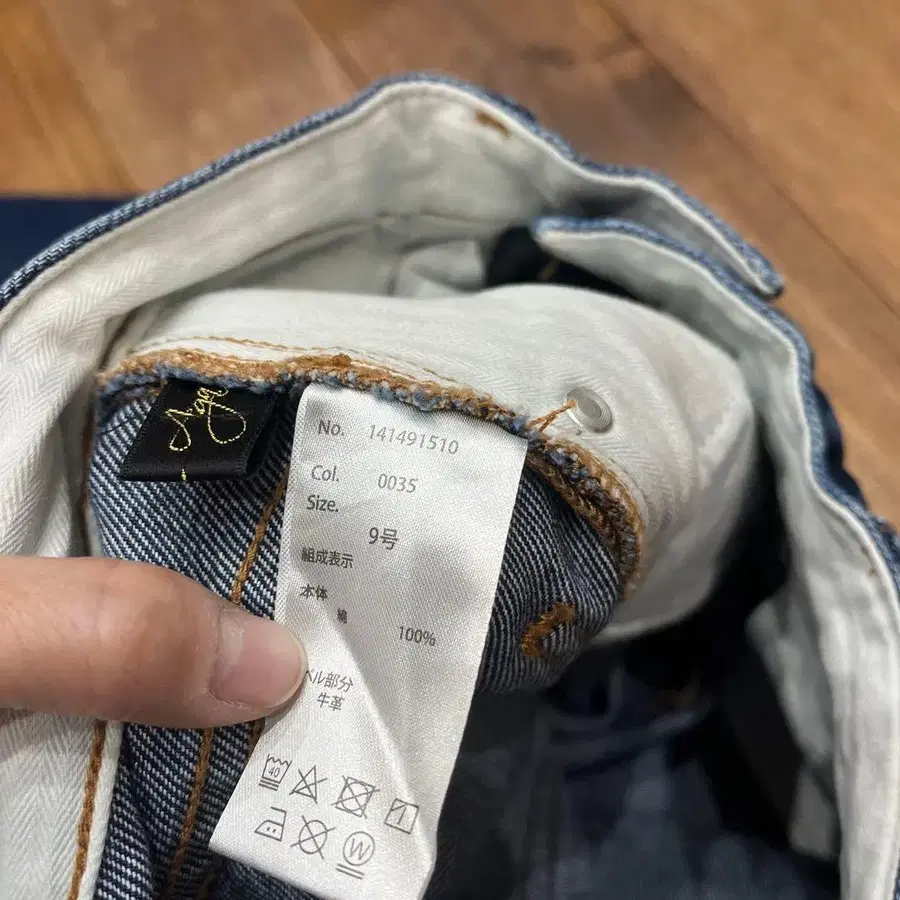 No. 141491510
Col. 0035
Size. 9号
組成表示
本体
綿 100%
ベル部分
牛革
40
W